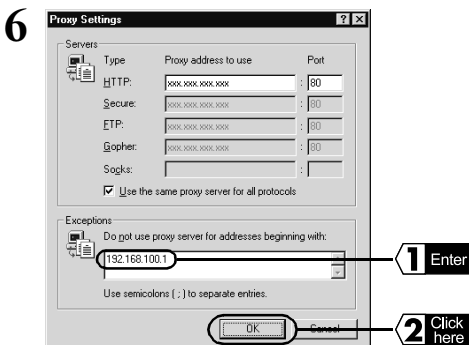 6
Proxy Settings
Servers
Type Proxy address to use Port
HTTP: xxx.xxx.xxx.xxx : 80
Secure: xxx.xxx.xxx.xxx : 80
FTP: xxx.xxx.xxx.xxx : 80
Gopher: xxx.xxx.xxx.xxx : 80
Socks: :
Use the same proxy server for all protocols
Exceptions
Do not use proxy server for addresses beginning with:
192.168.100.1
1 Enter
Use semicolons ( ; ) to separate entries.
OK Cancel
2 Click here